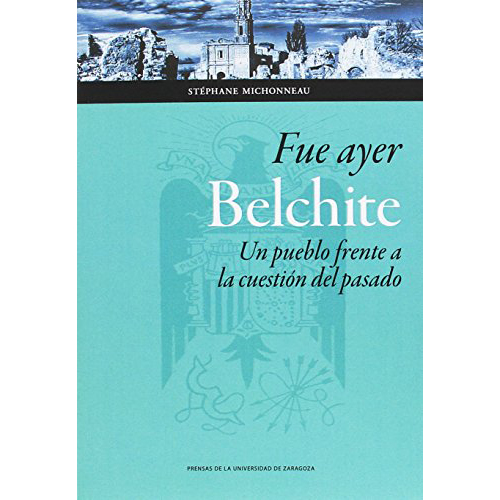 STÉPHANE MICHONNEAU
Fue ayer
Belchite
Un pueblo frente a
la cuestión del pasado
PRENSAS DE LA UNIVERSIDAD DE ZARAGOZA